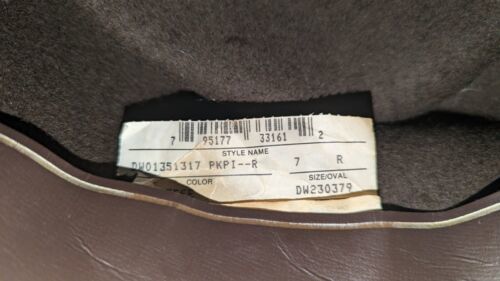 7 95177 33161 2
STYLE NAME
DW01351317 PKPI--R 7 R
COLOR SIZE/OVAL
DW230379